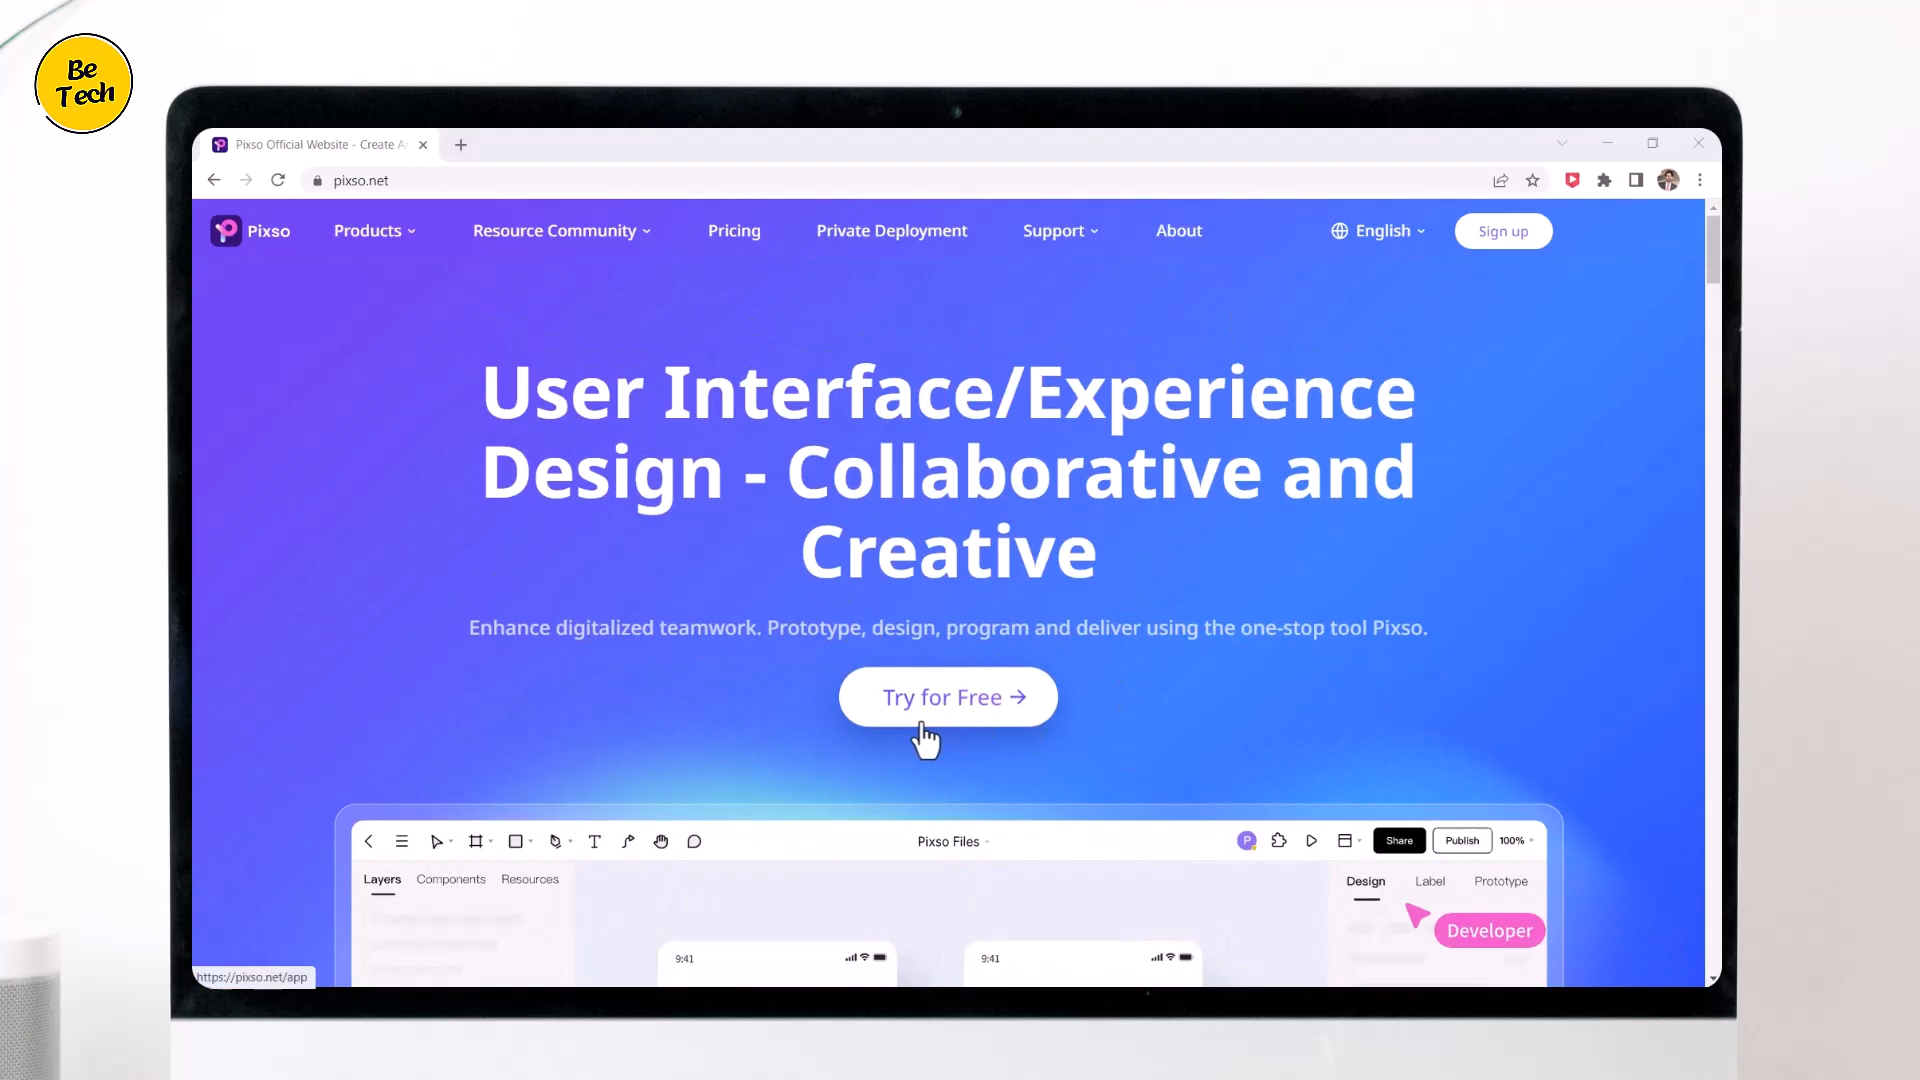 Be
Tech
Pixso Official Website - Create A
pixso.net
Pixso
Products
Resource Community
Pricing
Private Deployment
Support
About
English
Sign up
User Interface/Experience
Design - Collaborative and
Creative
Enhance digitalized teamwork. Prototype, design, program and deliver using the one-stop tool Pixso.
Try for Free →
Pixso Files
P
Share
Publish
100%
Layers
Components
Resources
Design
Label
Prototype
Developer
9:41
9:41
https://pixso.net/app